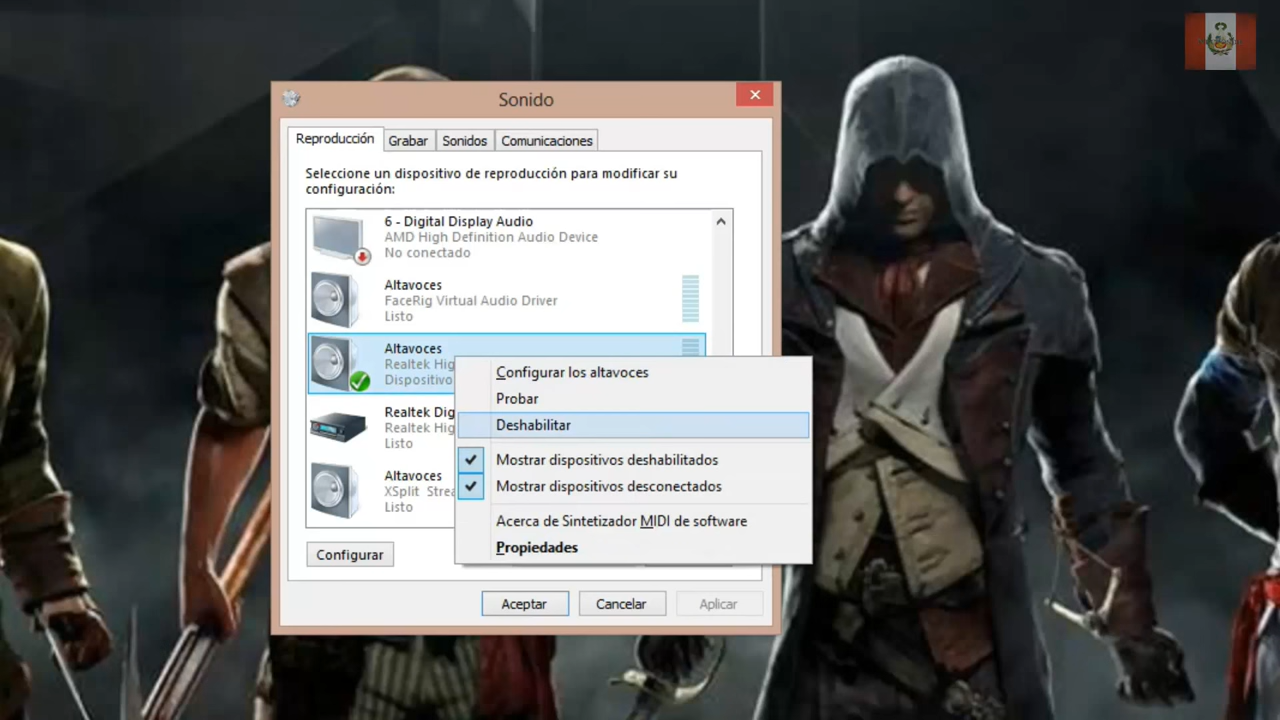 Sonido
Reproducción
Grabar
Sonidos
Comunicaciones
Seleccione un dispositivo de reproducción para modificar su
configuración:
6 - Digital Display Audio
AMD High Definition Audio Device
No conectado
Altavoces
FaceRig Virtual Audio Driver
Listo
Altavoces
Realtek Hig
Dispositivo
Realtek Dig
Realtek Hig
Listo
Altavoces
XSplit Strea
Listo
Configurar los altavoces
Probar
Deshabilitar
Mostrar dispositivos deshabilitados
Mostrar dispositivos desconectados
Acerca de Sintetizador MIDI de software
Propiedades
Configurar
Aceptar
Cancelar
Aplicar